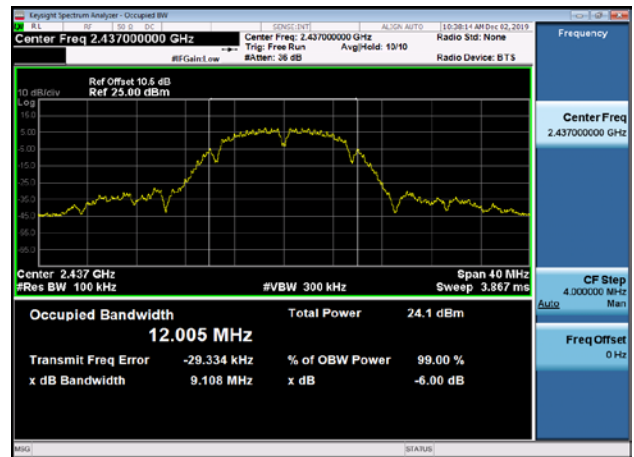 Keysight Spectrum Analyzer - Occupied BW
RL RF 50 Ω DC SENSE:INT ALIGN AUTO 10:38:14 AM Dec 02, 2019
Center Freq 2.437000000 GHz
Center Freq: 2.437000000 GHz
Radio Std: None
Trig: Free Run Avg|Hold: 10/10
#IFGain:Low
#Atten: 36 dB
Radio Device: BTS
Frequency
Ref Offset 10.6 dB
10 dB/div Ref 25.00 dBm
Log
15.0
5.00
-5.00
-15.0
-25.0
-35.0
-45.0
-55.0
-65.0
Center Freq
2.437000000 GHz
Center 2.437 GHz
Span 40 MHz
#Res BW 100 kHz
#VBW 300 kHz
Sweep 3.867 ms
CF Step
4.000000 MHz
Auto Man
Occupied Bandwidth
12.005 MHz
Total Power 24.1 dBm
Freq Offset
0 Hz
Transmit Freq Error -29.334 kHz
% of OBW Power 99.00 %
x dB Bandwidth 9.108 MHz
x dB -6.00 dB
MSG
STATUS